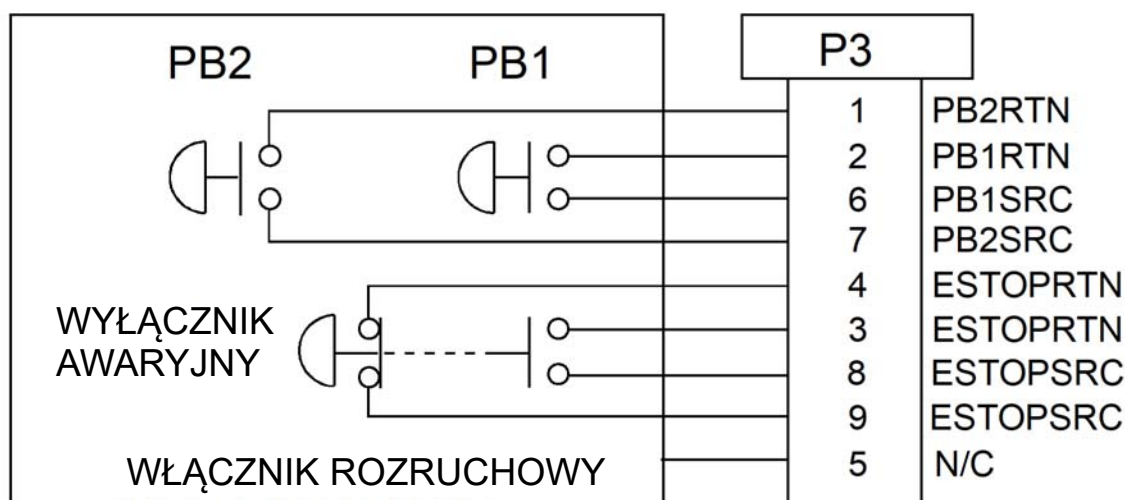 PB2 PB1 P3
1 PB2RTN
2 PB1RTN
6 PB1SRC
7 PB2SRC
4 ESTOPRTN
WYŁĄCZNIK
AWARYJNY
3 ESTOPRTN
8 ESTOPSRC
9 ESTOPSRC
WŁĄCZNIK ROZRUCHOWY
5 N/C